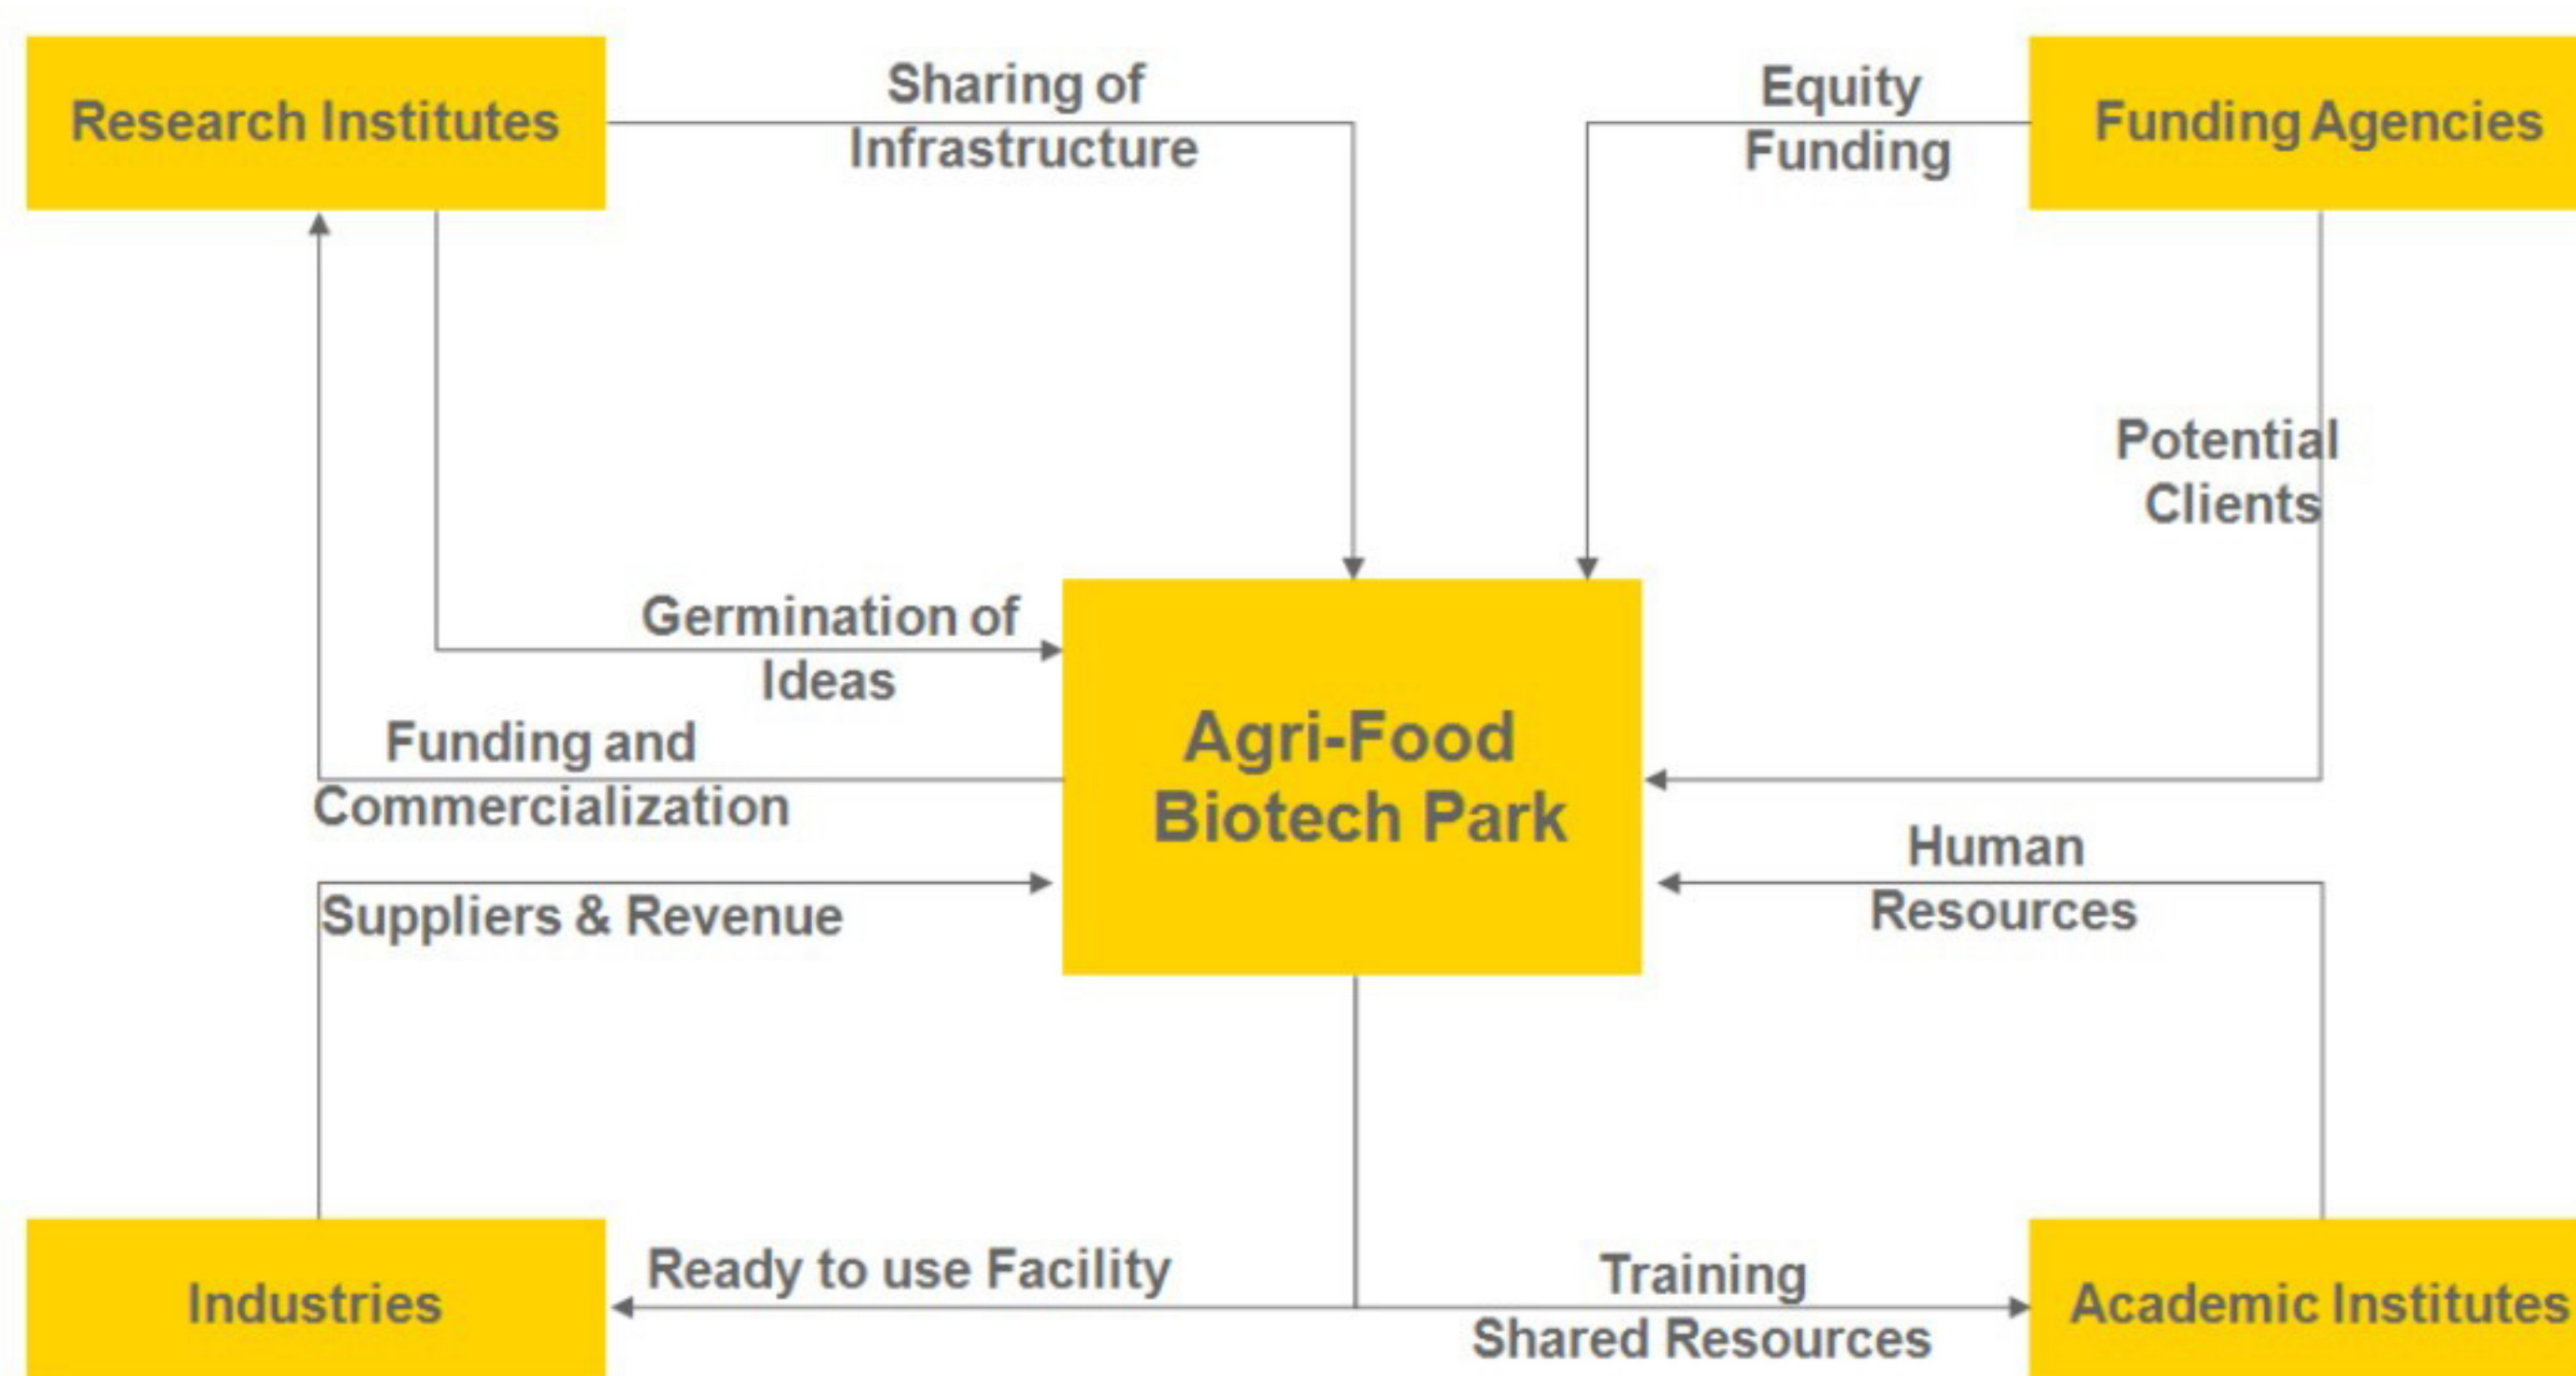 Research Institutes
Sharing of
Infrastructure
Equity
Funding
Funding Agencies
Potential
Clients
Germination of
Ideas
Funding and
Commercialization
Agri-Food
Biotech Park
Suppliers & Revenue
Human
Resources
Industries
Ready to use Facility
Training
Shared Resources
Academic Institutes